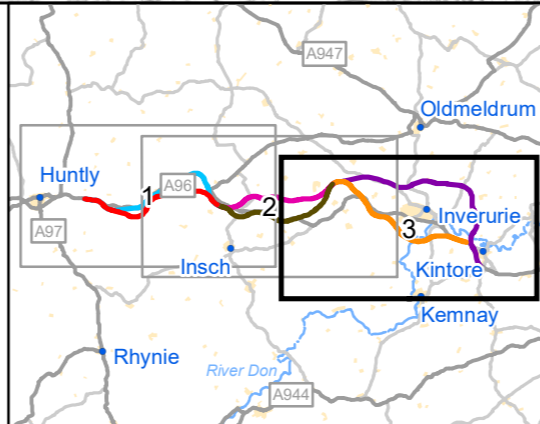 A947
Oldmeldrum
Huntly
A96
1
2
Inverurie
A97
3
Insch
Kintore
Kemnay
Rhynie
River Don
A944